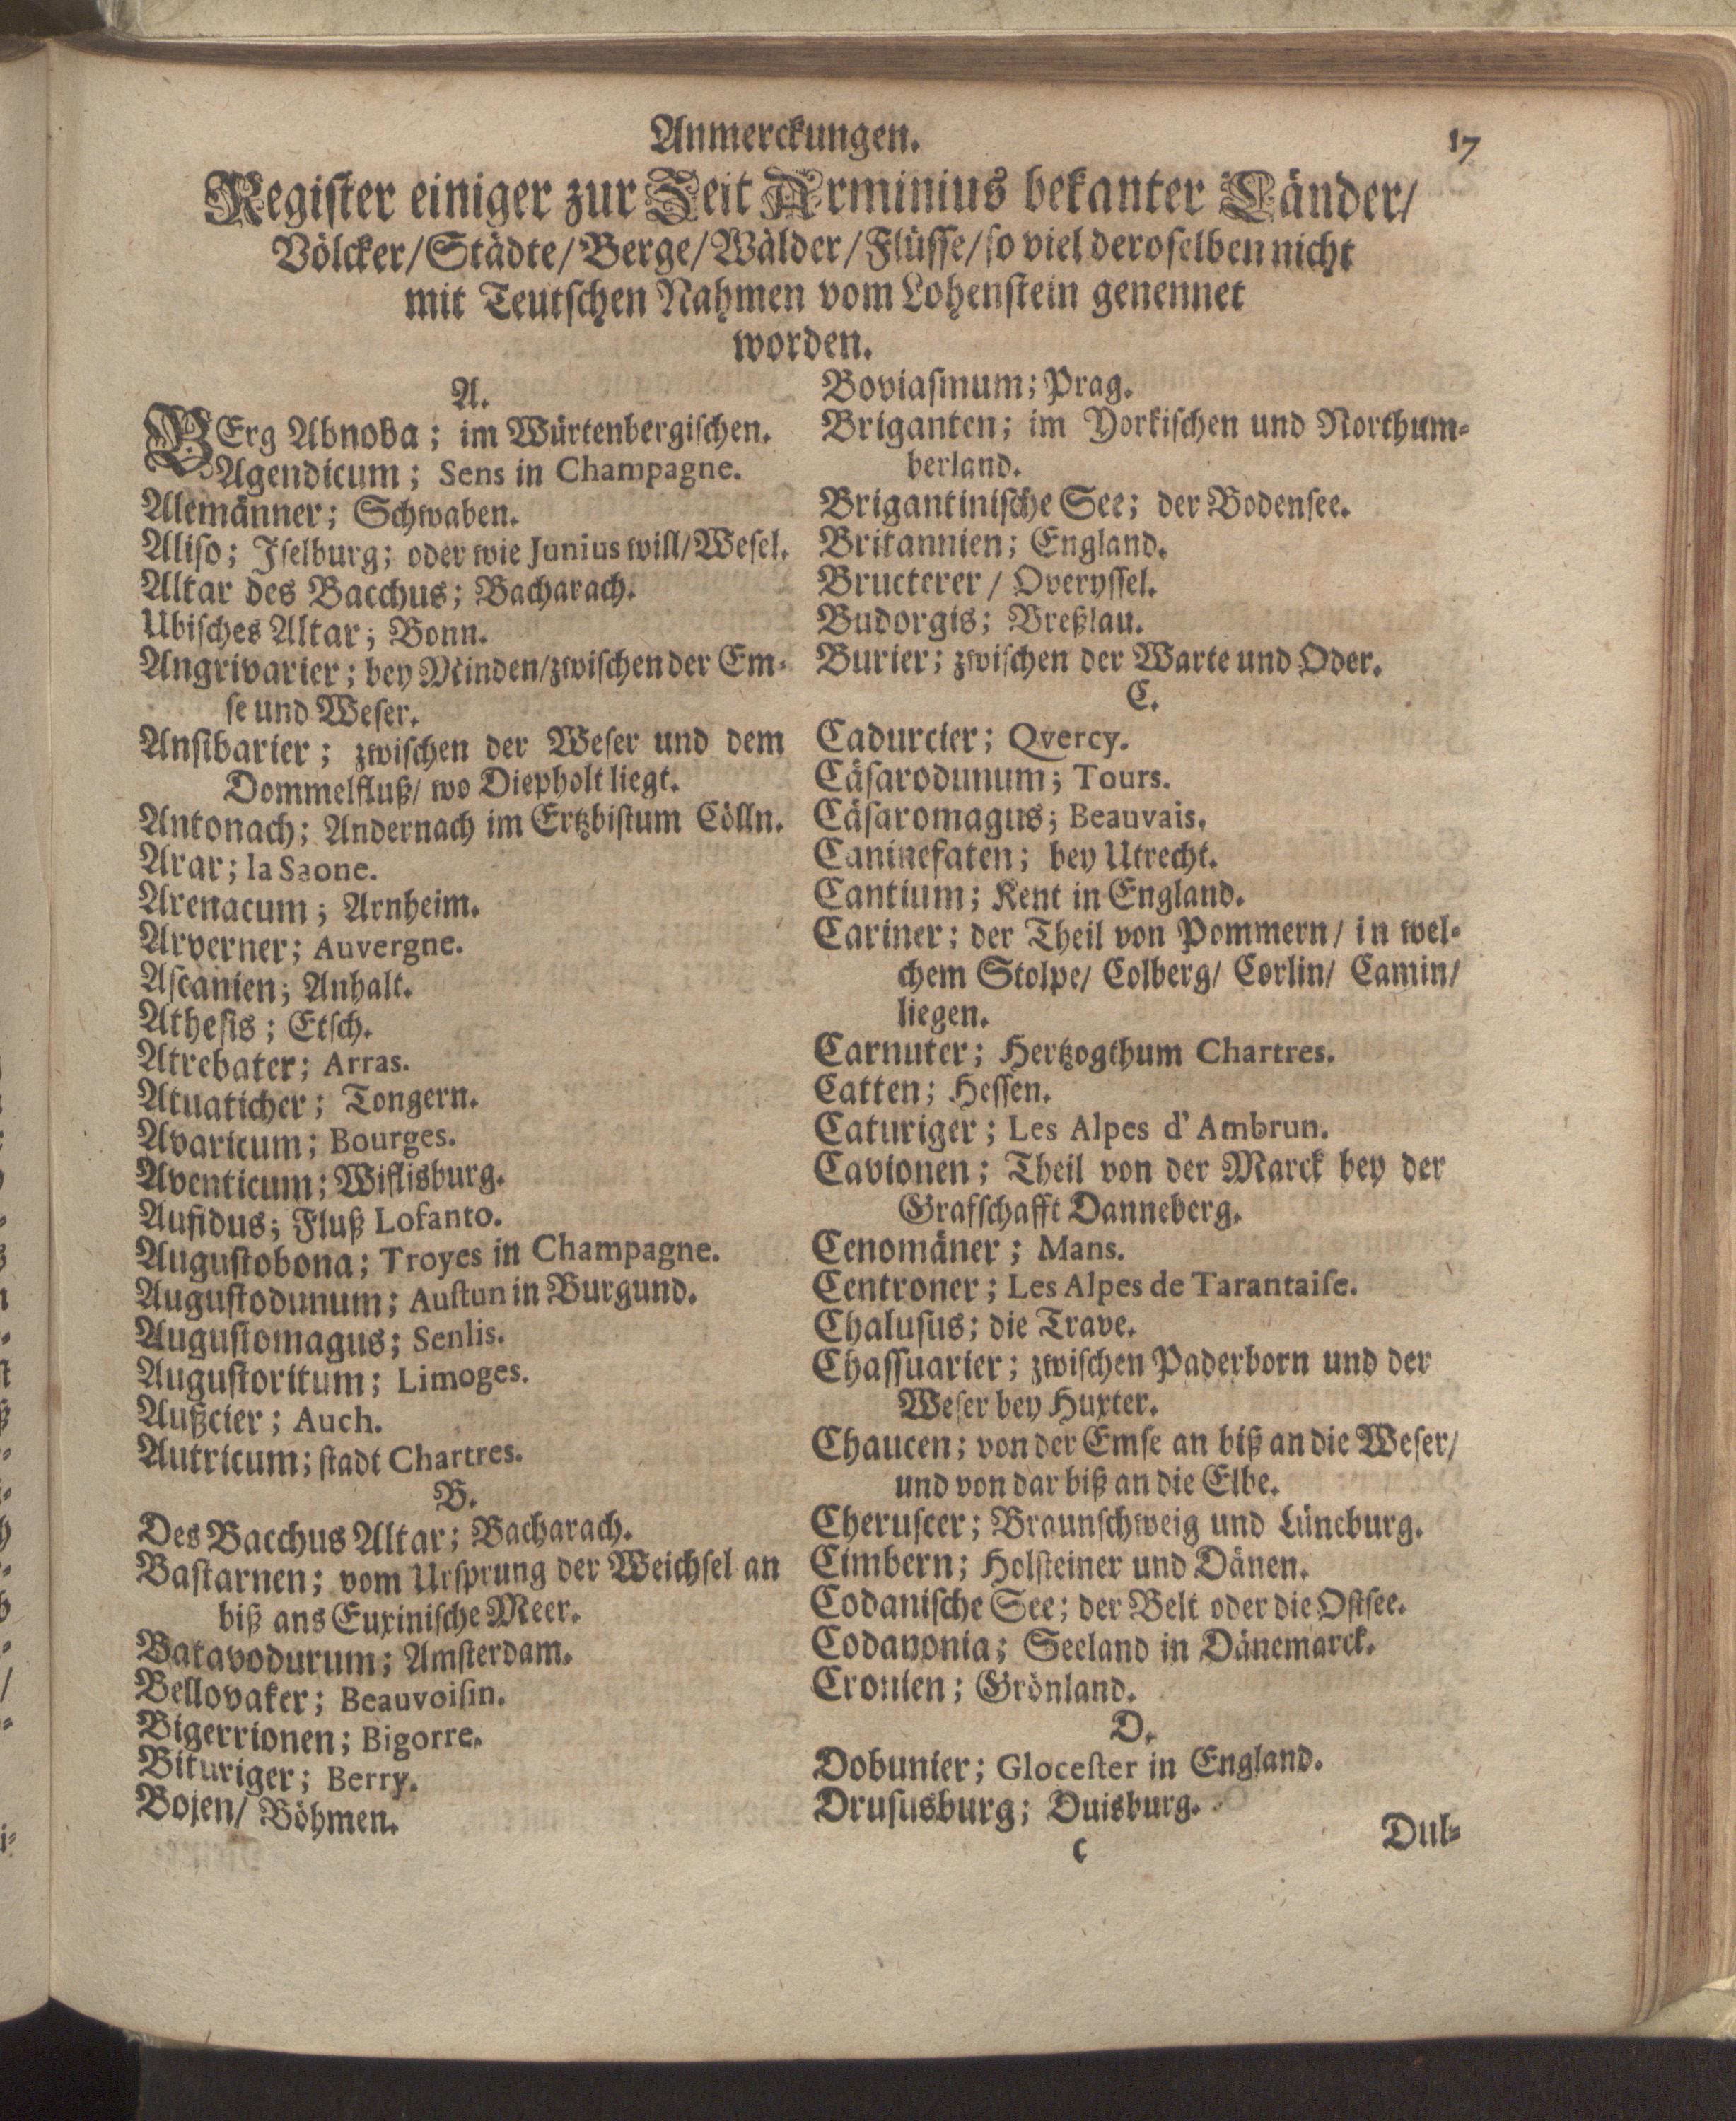 Anmerckungen. 17
Register einiger zur Zeit Arminius bekanter Länder/
Völcker/Städte/Berge/Wälder/Flüsse/so viel deroselben nicht
mit Teutschen Nahmen vom Lohenstein genennet
worden.
A.
BErg Abnoba; im Würtenbergischen.
Agendicum; Sens in Champagne.
Alemänner; Schwaben.
Aliso; Iselburg; oder wie Junius will/Wesel.
Altar des Bacchus; Bacharach.
Ubisches Altar; Bonn.
Angrivarier; bey Minden/zwischen der Em-
se und Weser.
Ansibarier; zwischen der Weser und dem
Dommelfluß/ wo Diepholt liegt.
Antonach; Andernach im Ertzbistum Cölln.
Arar; la Saone.
Arenacum; Arnheim.
Arverner; Auvergne.
Ascanien; Anhalt.
Athesis; Etsch.
Atrebater; Arras.
Atuaticher; Tongern.
Avaricum; Bourges.
Aventicum; Wiflisburg.
Aufidus; Fluß Lofanto.
Augustobona; Troyes in Champagne.
Augustodunum; Austun in Burgund.
Augustomagus; Senlis.
Augustoritum; Limoges.
Außcier; Auch.
Autricum; stadt Chartres.
B.
Des Bacchus Altar; Bacharach.
Bastarnen; vom Ursprung der Weichsel an
biß ans Euxinische Meer.
Batavodurum; Amsterdam.
Bellovaker; Beauvoisin.
Bigerrionen; Bigorre.
Bituriger; Berry.
Bojen/ Böhmen.
Boviasmum; Prag.
Briganten; im Yorkischen und Northum-
berland.
Brigantinische See; der Bodensee.
Britannien; England.
Bructerer / Overyssel.
Budorgis; Breßlau.
Burier; zwischen der Warte und Oder.
C.
Cadurcier; Qvercy.
Cäsarodunum; Tours.
Cäsaromagus; Beauvais.
Caninefaten; bey Utrecht.
Cantium; Kent in England.
Cariner; der Theil von Pommern/ in wel-
chem Stolpe/ Colberg/ Corlin/ Camin/
liegen.
Carnuter; Hertzogthum Chartres.
Catten; Hessen.
Caturiger; Les Alpes d'Ambrun.
Cavionen; Theil von der Marck bey der
Grafschafft Danneberg.
Cenomäner; Mans.
Centroner; Les Alpes de Tarantaise.
Chalusus; die Trave.
Chassuarier; zwischen Paderborn und der
Weser bey Huxter.
Chaucen; von der Emse an biß an die Weser/
und von dar biß an die Elbe.
Cheruscer; Braunschweig und Lüneburg.
Cimbern; Holsteiner und Dänen.
Codanische See; der Belt oder die Ostsee.
Codanonia; Seeland in Dänemarck.
Cronien; Grönland.
D.
Dobunier; Glocester in England.
Drususburg; Duisburg.
c Dul-